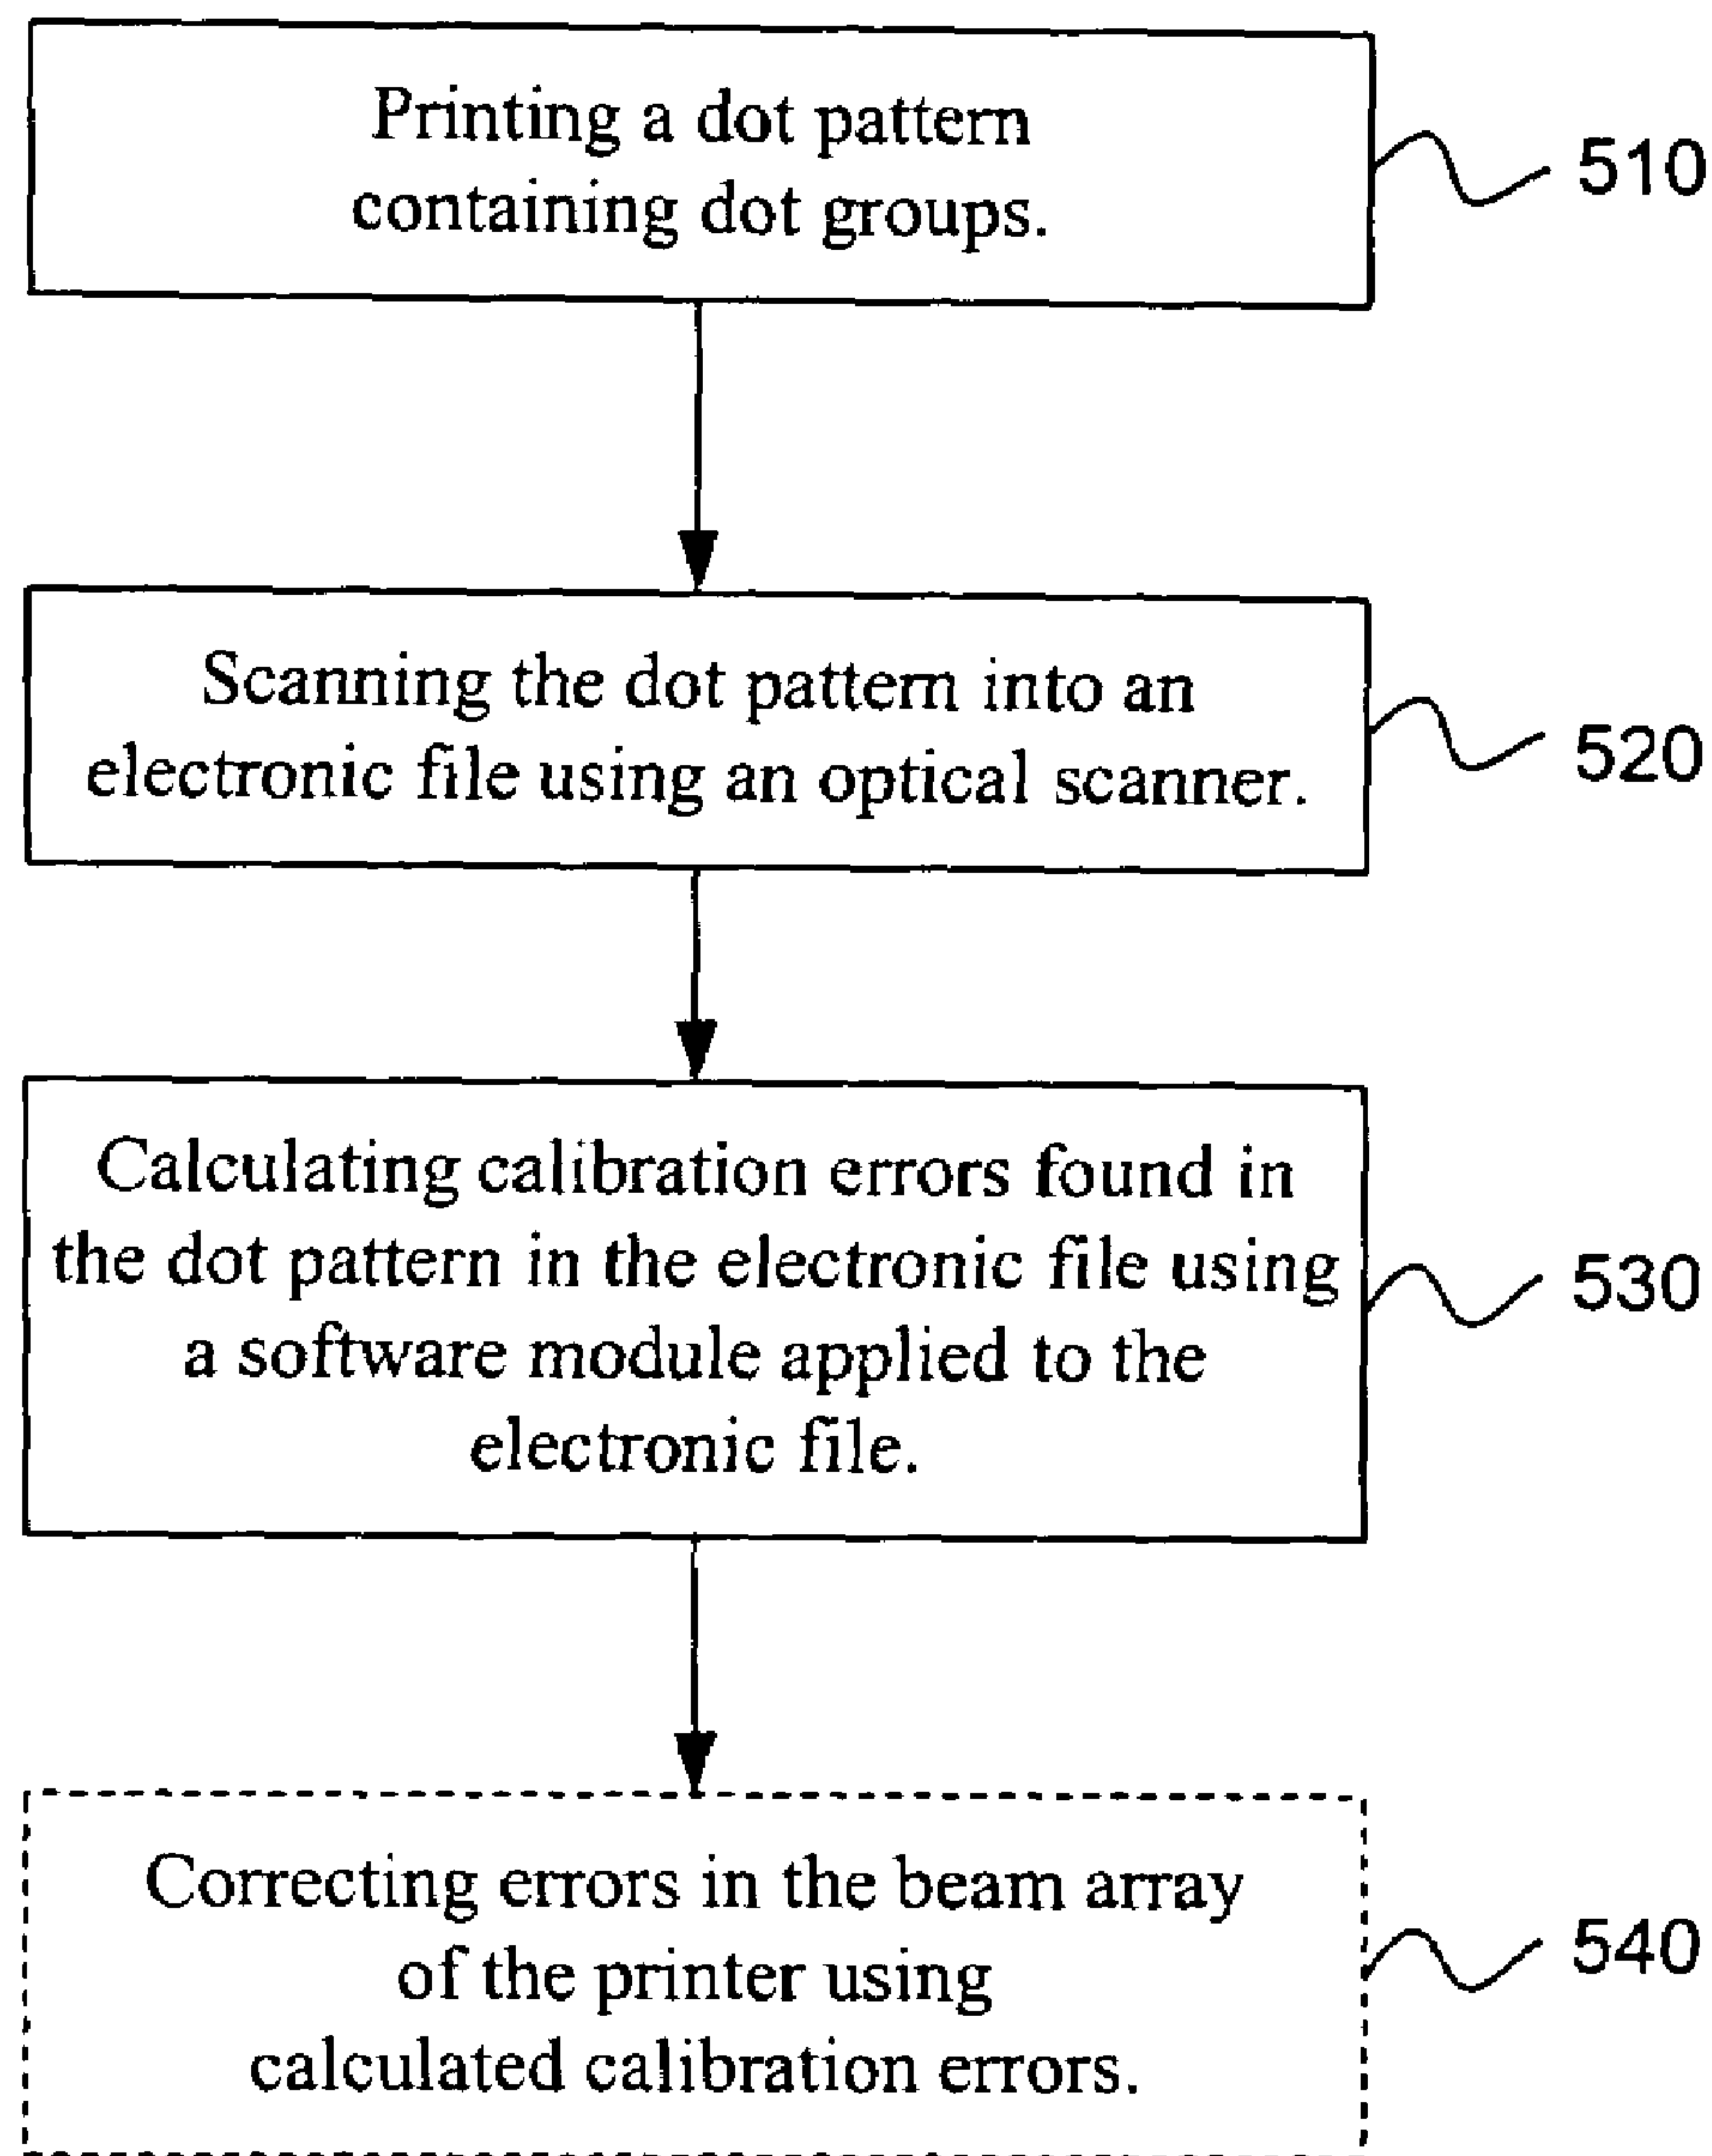 Printing a dot pattern
containing dot groups.
510
Scanning the dot pattern into an
electronic file using an optical scanner.
520
Calculating calibration errors found in
the dot pattern in the electronic file using
a software module applied to the
electronic file.
530
Correcting errors in the beam array
of the printer using
calculated calibration errors.
540